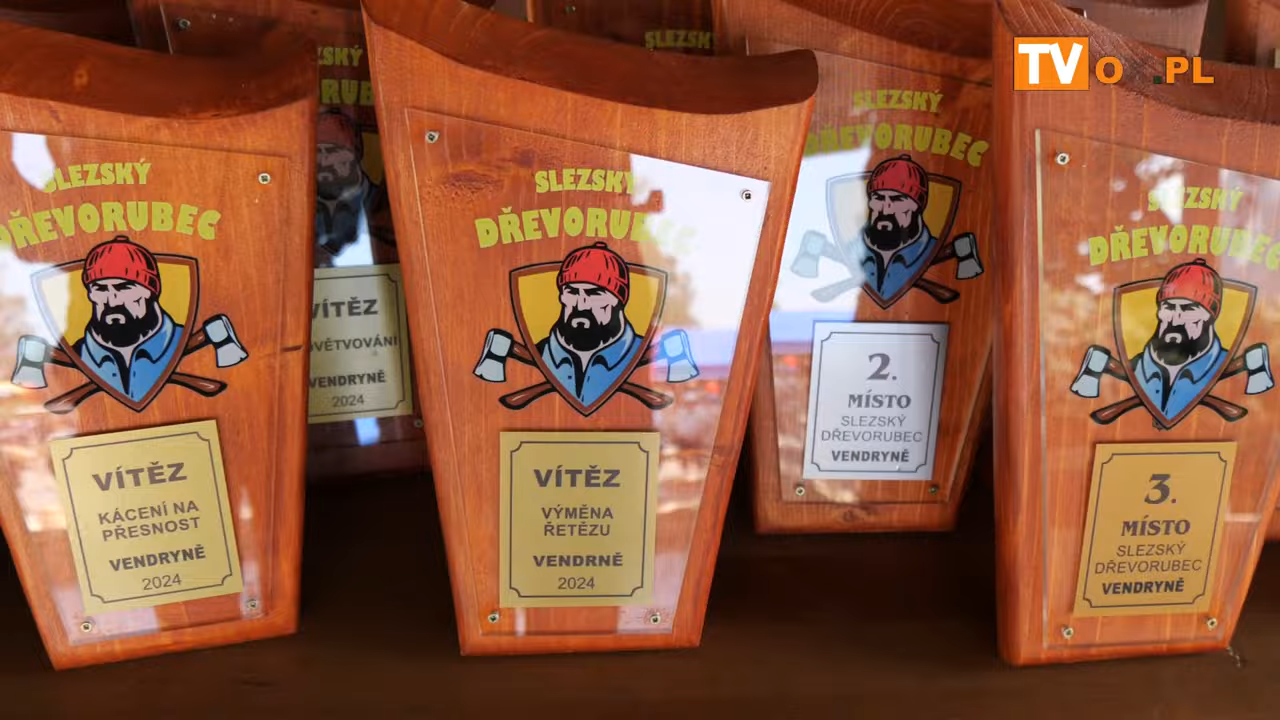 TVo .PL
SLEZSKÝ
DŘEVORUBEC
VÍTĚZ
KÁCENÍ NA
PŘESNOST
VENDRYNĚ
2024
VÍTĚZ
VENDRYNĚ
2024
SLEZSKÝ
VÍTĚZ
VÝMĚNA
ŘETĚZU
VENDRNĚ
2024
SLEZSKÝ
SLEZSKÝ
DŘEVORUBEC
2.
MÍSTO
SLEZSKÝ
DŘEVORUBEC
VENDRYNĚ
SLEZSKÝ
DŘEVORUBEC
3.
MÍSTO
SLEZSKÝ
DŘEVORUBEC
VENDRYNĚ